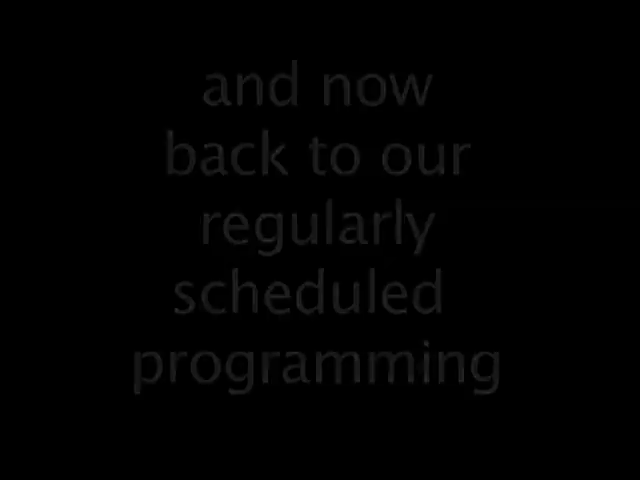 and now
back to our
regularly
scheduled
programming